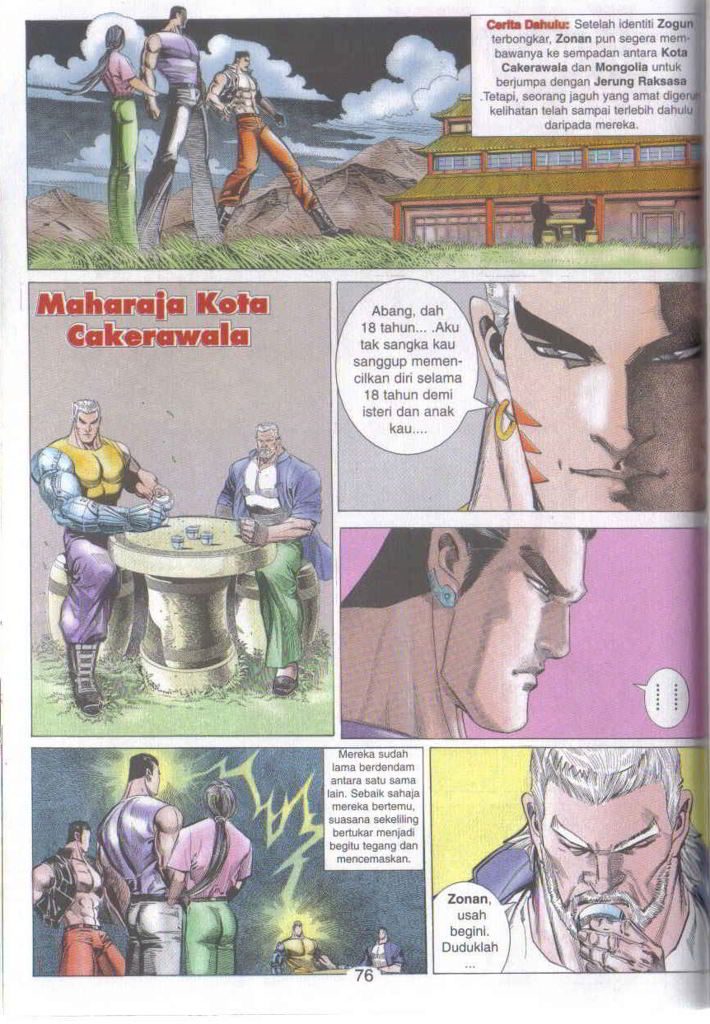 Cerita Dahulu: Setelah identiti Zogun
terbongkar, Zonan pun segera mem-
bawanya ke sempadan antara Kota
Cakerawala dan Mongolia untuk
berjumpa dengan Jerung Raksasa
.Tetapi, seorang jaguh yang amat digerun
kelihatan telah sampai terlebih dahulu
daripada mereka.
Maharaja Kota
Cakerawala
Abang, dah
18 tahun... .Aku
tak sangka kau
sanggup memen-
cilkan diri selama
18 tahun demi
isteri dan anak
kau....
Mereka sudah
lama berdendam
antara satu sama
lain. Sebaik sahaja
mereka bertemu,
suasana sekeliling
bertukar menjadi
begitu tegang dan
mencemaskan.
Zonan,
usah
begini.
Duduklah
...
76